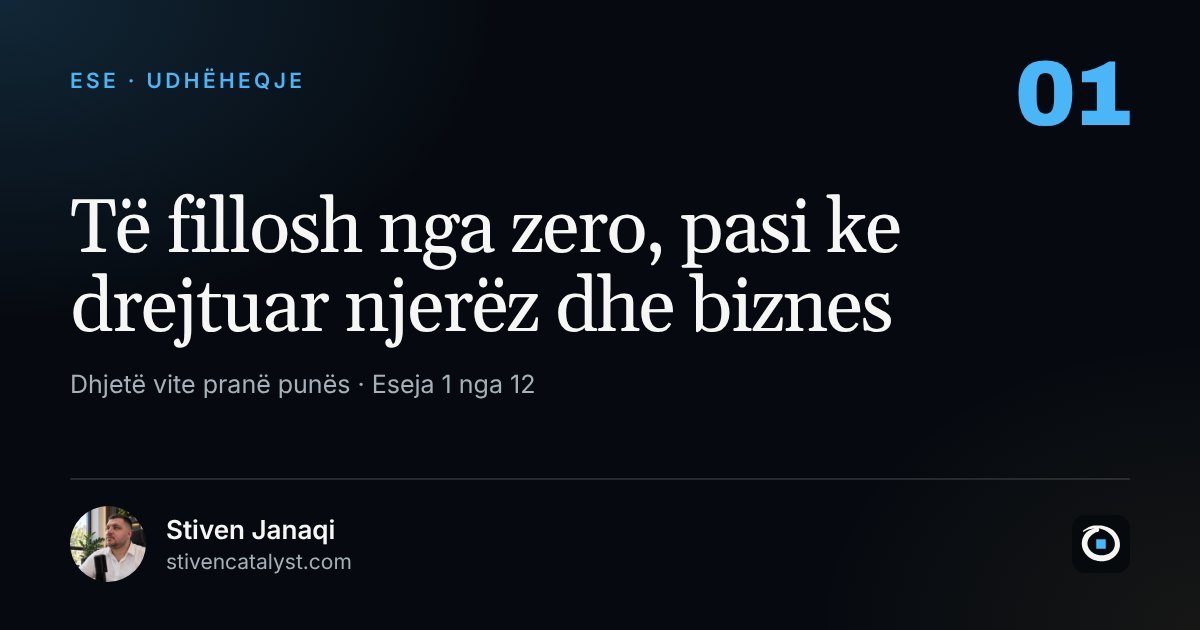 ESE · UDHËHEQJE
01
Të fillosh nga zero, pasi ke
drejtuar njerëz dhe biznes
Dhjetë vite pranë punës · Eseja 1 nga 12
Stiven Janaqi
stivencatalyst.com